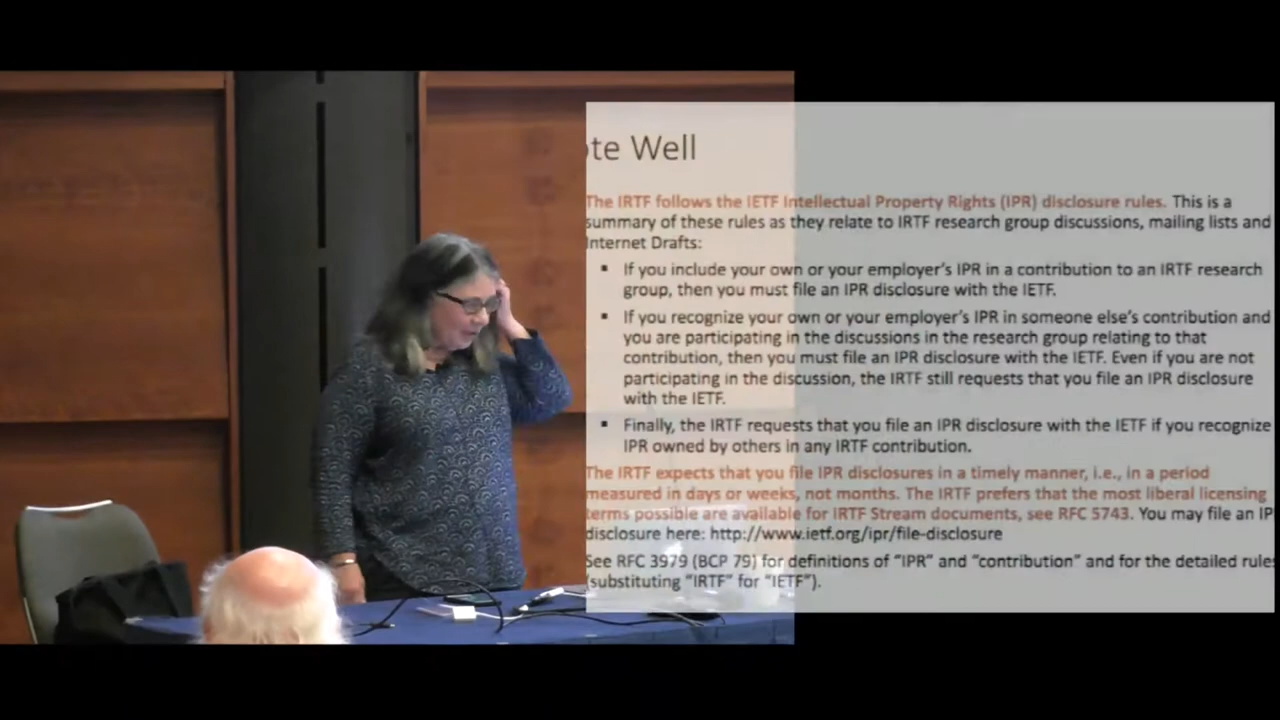 te Well
The IRTF follows the IETF Intellectual Property Rights (IPR) disclosure rules. This is a
summary of these rules as they relate to IRTF research group discussions, mailing lists and
Internet Drafts:
▪ If you include your own or your employer's IPR in a contribution to an IRTF research
group, then you must file an IPR disclosure with the IETF.
▪ If you recognize your own or your employer's IPR in someone else's contribution and
you are participating in the discussions in the research group relating to that
contribution, then you must file an IPR disclosure with the IETF. Even if you are not
participating in the discussion, the IRTF still requests that you file an IPR disclosure
with the IETF.
▪ Finally, the IRTF requests that you file an IPR disclosure with the IETF if you recognize
IPR owned by others in any IRTF contribution.
The IRTF expects that you file IPR disclosures in a timely manner, i.e., in a period
measured in days or weeks, not months. The IRTF prefers that the most liberal licensing
terms possible are available for IRTF Stream documents, see RFC 5743. You may file an IP
disclosure here: http://www.ietf.org/ipr/file-disclosure
See RFC 3979 (BCP 79) for definitions of "IPR" and "contribution" and for the detailed rules
(substituting "IRTF" for "IETF").